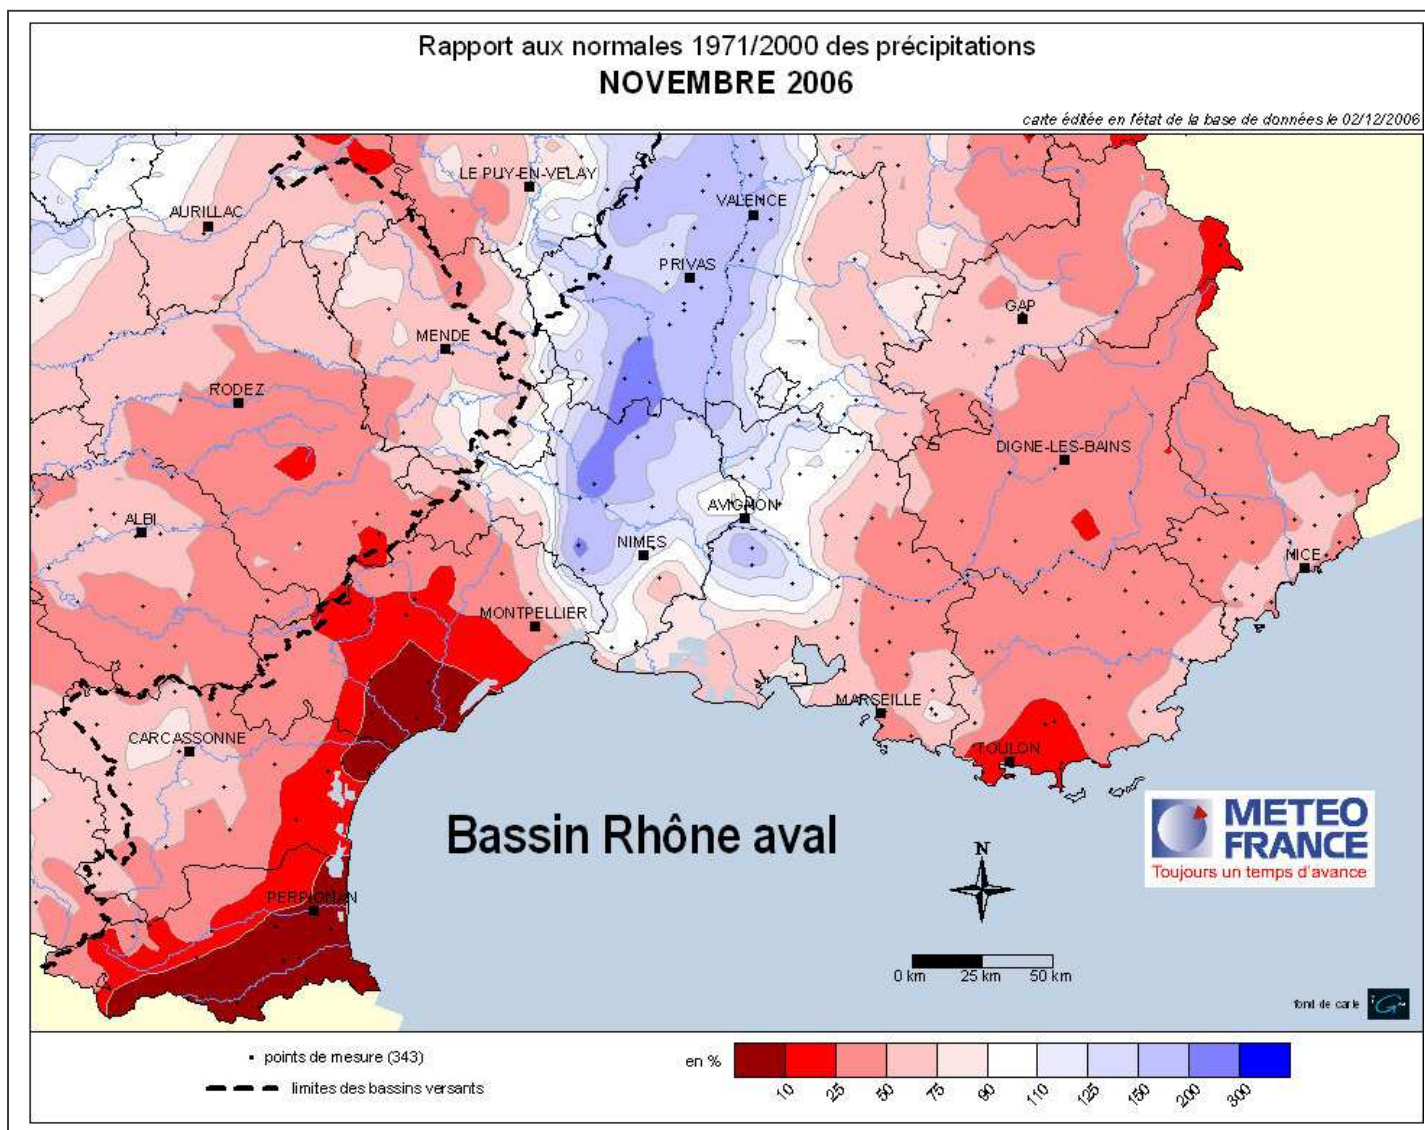 Rapport aux normales 1971/2000 des précipitations
NOVEMBRE 2006
carte éditée en l'état de la base de données le 02/12/2006
LE PUY-EN-VELAY
AURILLAC
VALENCE
PRIVAS
GAP
MENDE
RODEZ
DIGNE-LES-BAINS
AVIGNON
ALBI
NIMES
NICE
MONTPELLIER
MARSEILLE
CARCASSONNE
TOULON
METEO
FRANCE
Toujours un temps d'avance
Bassin Rhône aval
N
PERPIGNAN
0 km 25 km 50 km
fond de carte
points de mesure (343)
en %
limites des bassins versants
10 25 50 75 90 110 125 150 200 300